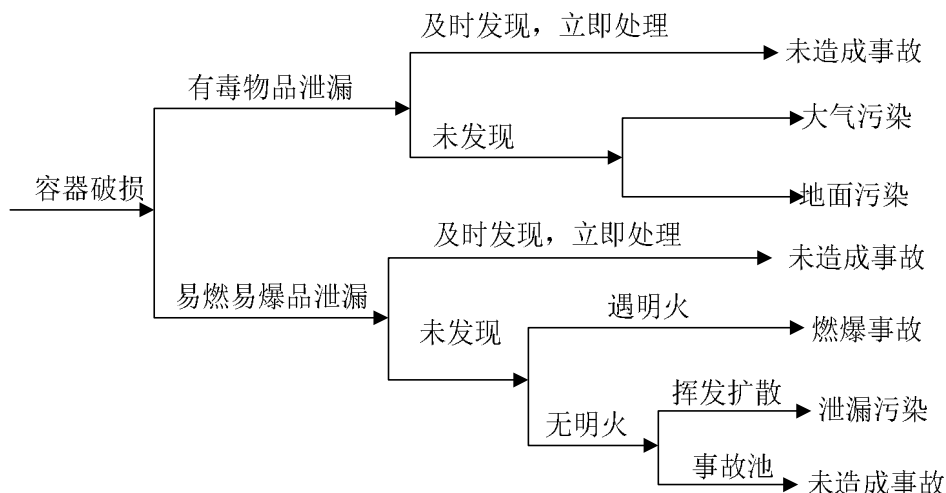 及时发现，立即处理
未造成事故
有毒物品泄漏
大气污染
未发现
容器破损
地面污染
及时发现，立即处理
未造成事故
易燃易爆品泄漏
遇明火
未发现
燃爆事故
挥发扩散
泄漏污染
无明火
事故池
未造成事故